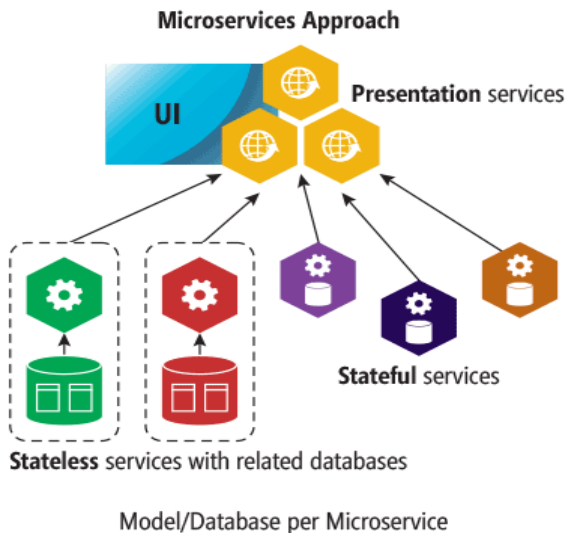 Microservices Approach
UI
Presentation services
Stateful services
Stateless services with related databases
Model/Database per Microservice